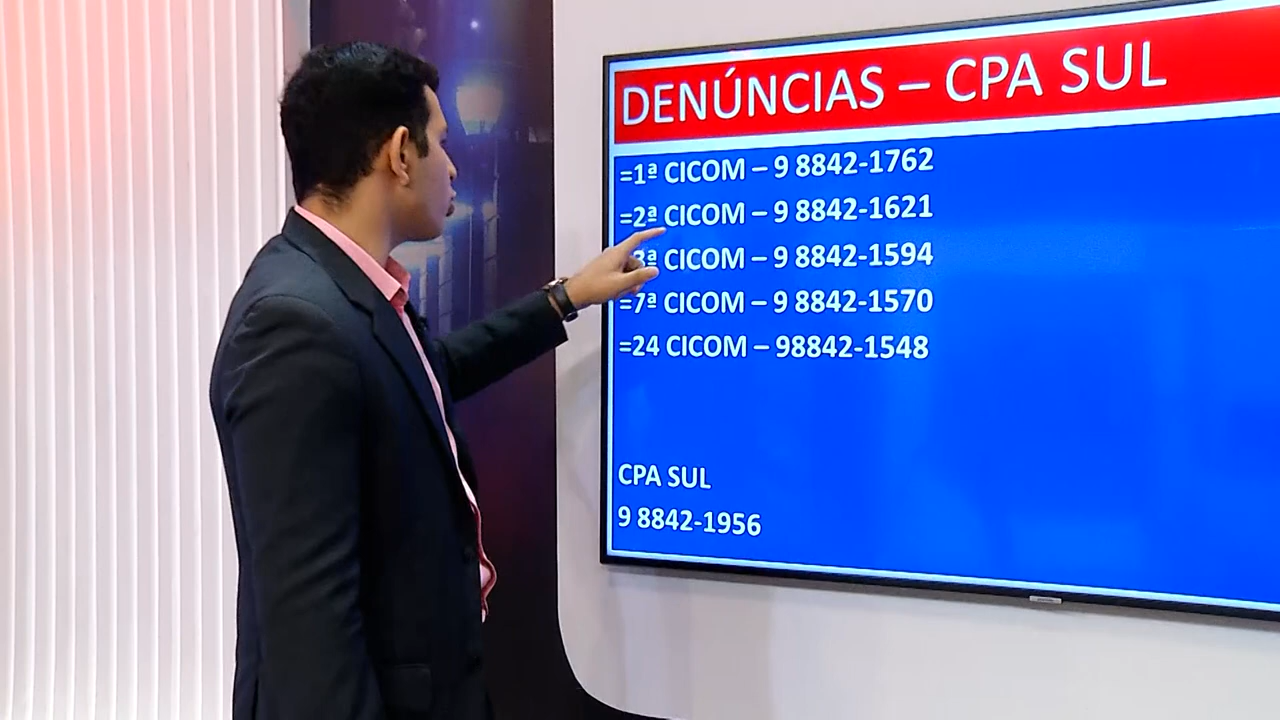 DENÚNCIAS – CPA SUL
=1ª CICOM – 9 8842-1762
=2ª CICOM – 9 8842-1621
3ª CICOM – 9 8842-1594
=7ª CICOM – 9 8842-1570
=24 CICOM – 98842-1548
CPA SUL
9 8842-1956